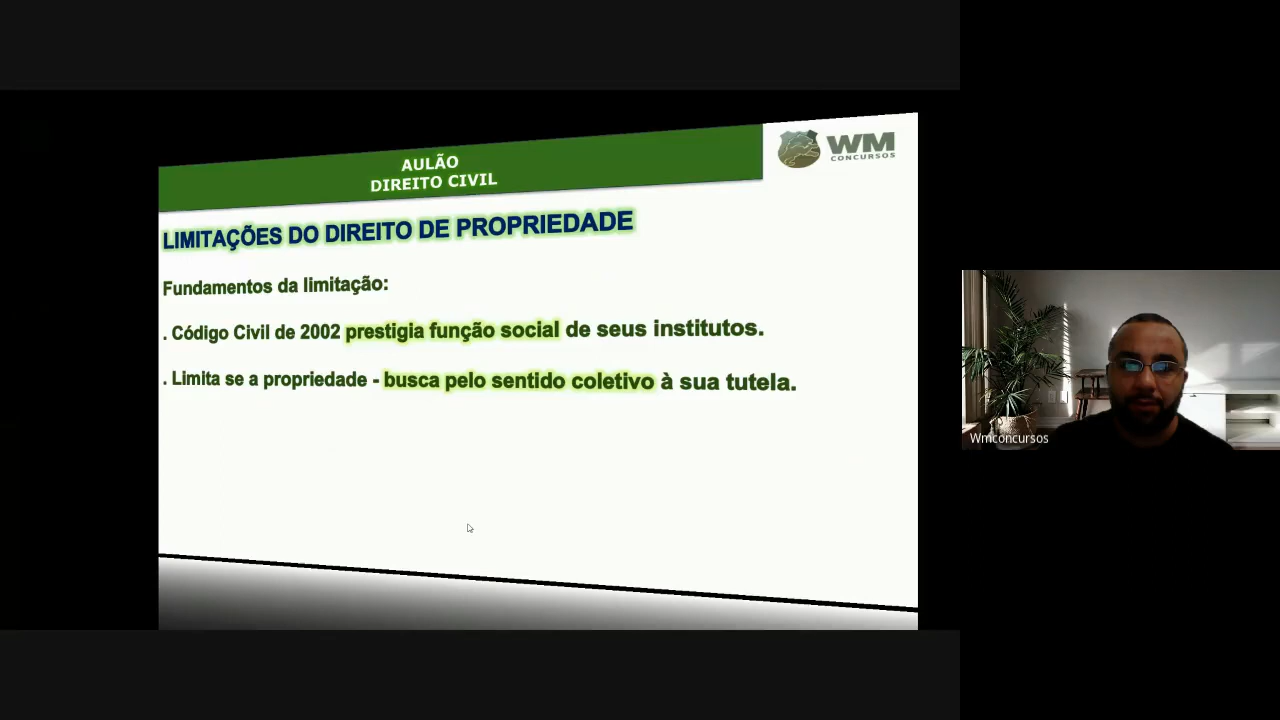 AULÃO
DIREITO CIVIL
WM
CONCURSOS
LIMITAÇÕES DO DIREITO DE PROPRIEDADE
Fundamentos da limitação:
. Código Civil de 2002 prestigia função social de seus institutos.
. Limita se a propriedade - busca pelo sentido coletivo à sua tutela.
Wmconcursos